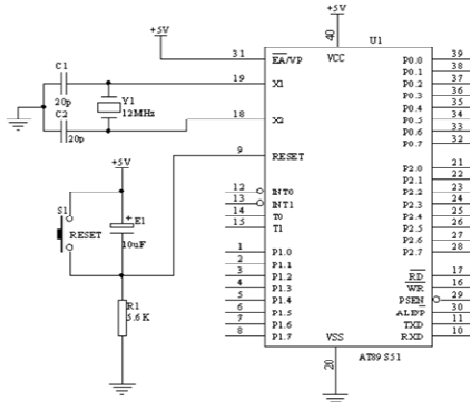 +5V
+5V
40
U1
31 EA/VP VCC P0.0 39
P0.1 38
C1 19 X1 P0.2 37
P0.3 36
20p Y1 P0.4 35
12MHz 18 X2 P0.5 34
C2 P0.6 33
20p P0.7 32
9 RESET
+5V
P2.0 21
P2.1 22
12 INT0 P2.2 23
13 INT1 P2.3 24
14 T0 P2.4 25
15 T1 P2.5 26
S1 RESET + E1 P2.6 27
10uF 1 P1.0 P2.7 28
2 P1.1
3 P1.2 RD 17
4 P1.3 WR 16
R1 5 P1.4 PSEN 29
5.6K 6 P1.5 30
7 P1.6 VSS TXD 11
8 P1.7 RXD 10
20 AT89S51